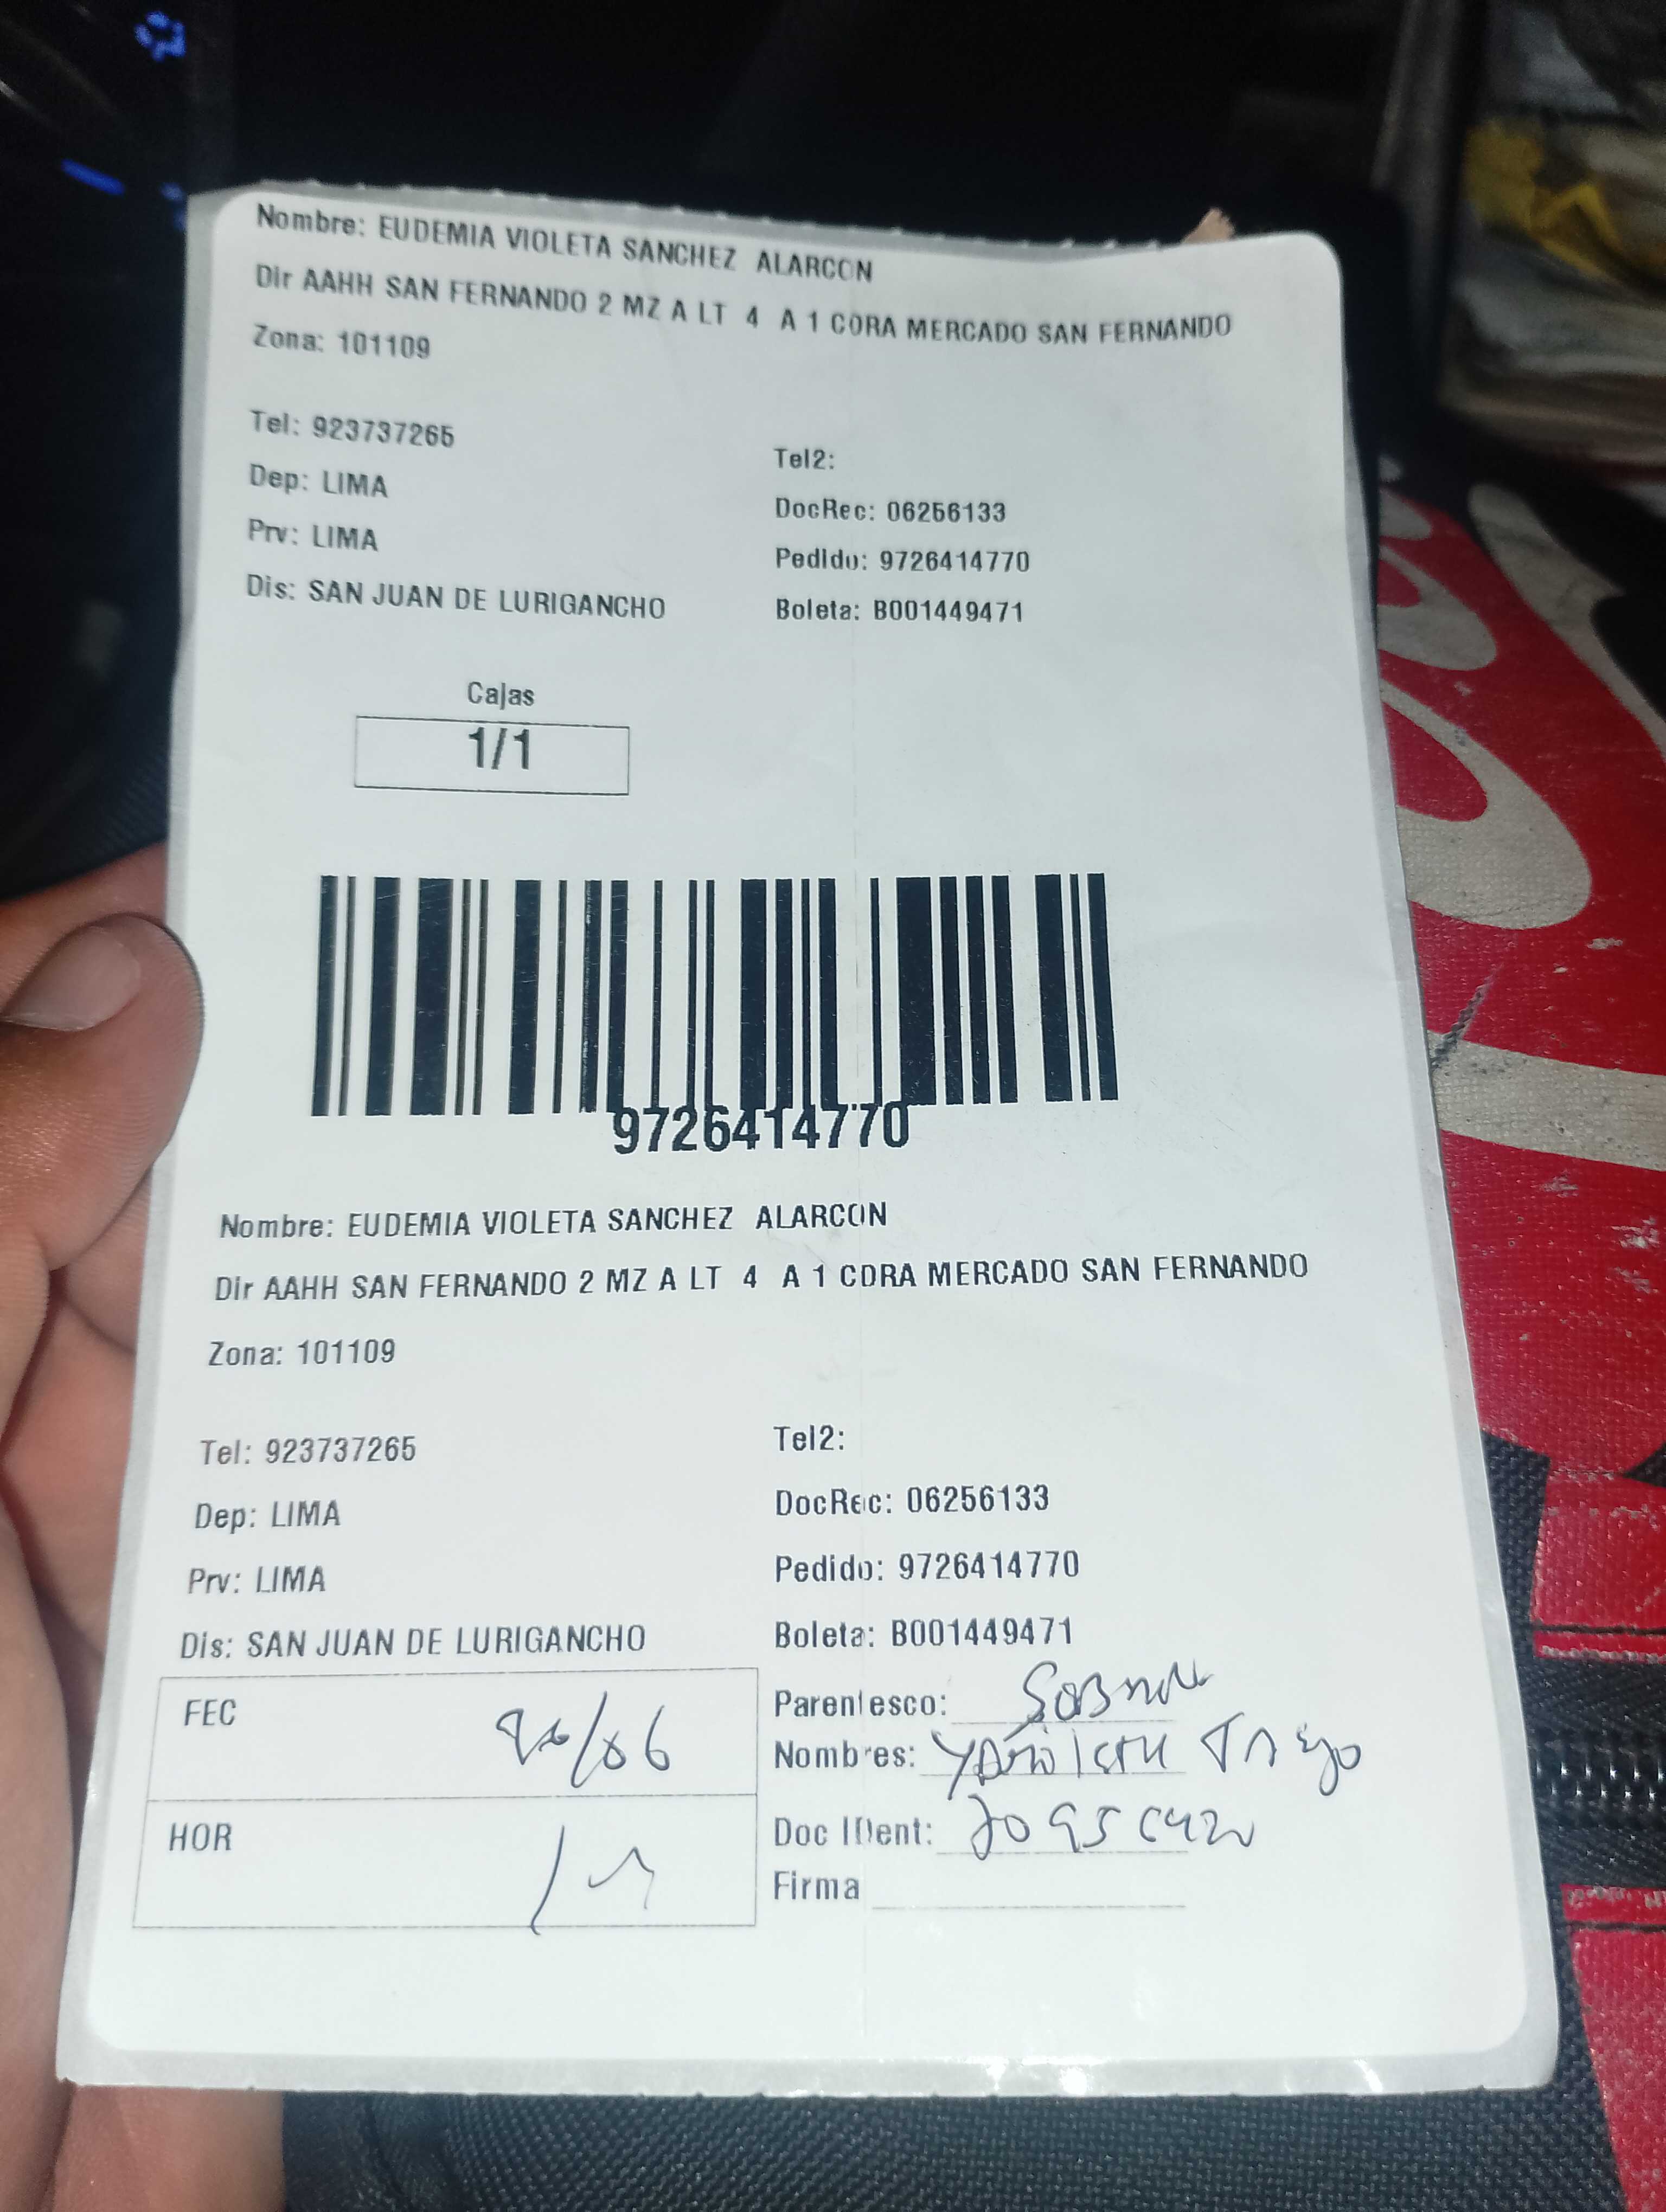 Nombre: EUDEMIA VIOLETA SANCHEZ ALARCON
Dir AAHH SAN FERNANDO 2 MZ A LT 4 A 1 CDRA MERCADO SAN FERNANDO
Zona: 101109
Tel: 923737265
Tel2:
Dep: LIMA
DocRec: 06256133
Prv: LIMA
Pedido: 9726414770
Dis: SAN JUAN DE LURIGANCHO
Boleta: B001449471
Cajas
1/1
9726414770
Nombre: EUDEMIA VIOLETA SANCHEZ ALARCON
Dir AAHH SAN FERNANDO 2 MZ A LT 4 A 1 CDRA MERCADO SAN FERNANDO
Zona: 101109
Tel: 923737265
Tel2:
Dep: LIMA
DocRec: 06256133
Prv: LIMA
Pedido: 9726414770
Dis: SAN JUAN DE LURIGANCHO
Boleta: B001449471
FEC
Parentesco:
Nombres:
HOR
Doc IDent:
Firma